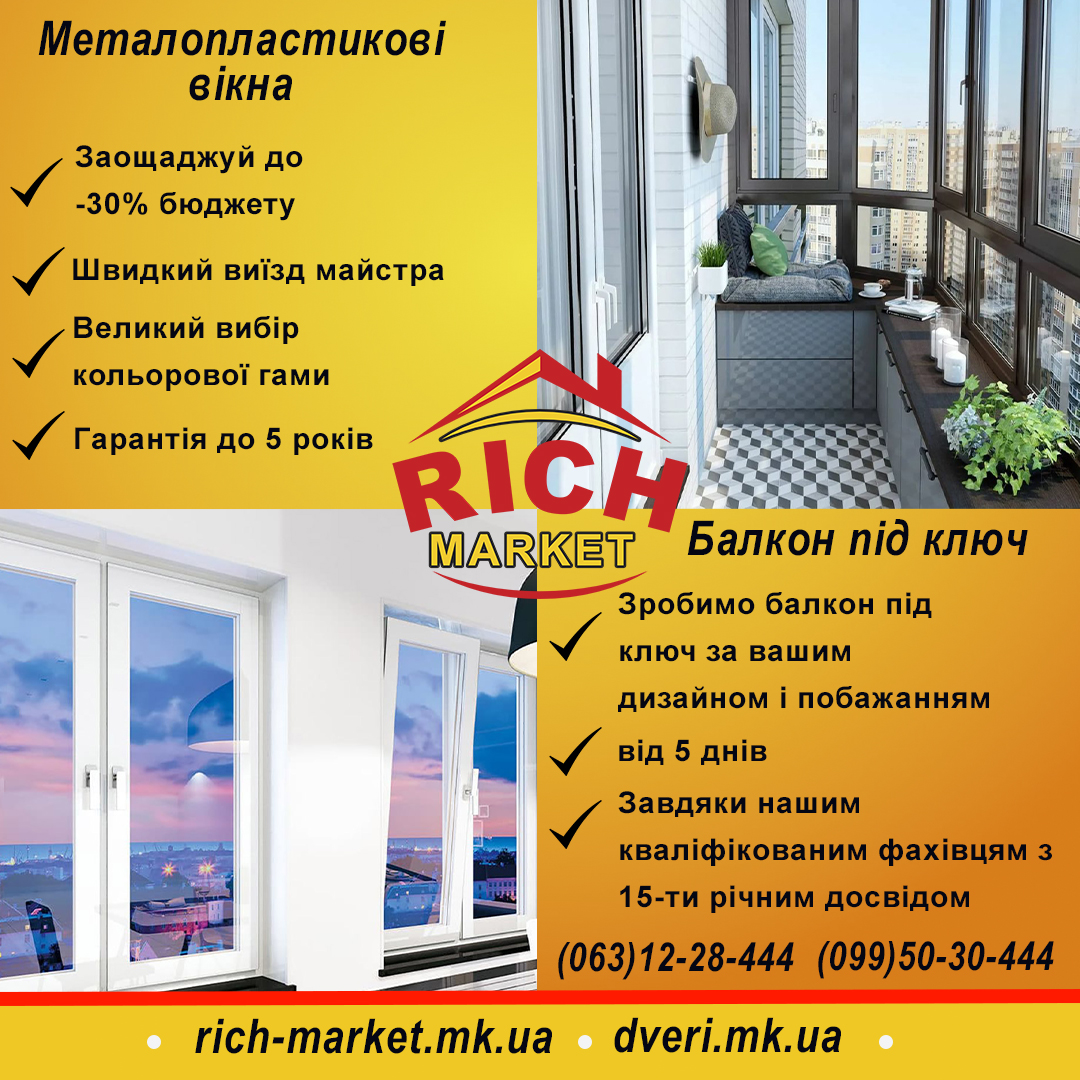 Металопластикові
вікна
Заощаджуй до
-30% бюджету
Швидкий виїзд майстра
Великий вибір
кольорової гами
Гарантія до 5 років
RICH
MARKET
Балкон під ключ
Зробимо балкон під
ключ за вашим
дизайном і побажанням
від 5 днів
Завдяки нашим
кваліфікованим фахівцям з
15-ти річним досвідом
(063)12-28-444 (099)50-30-444
rich-market.mk.ua • dveri.mk.ua